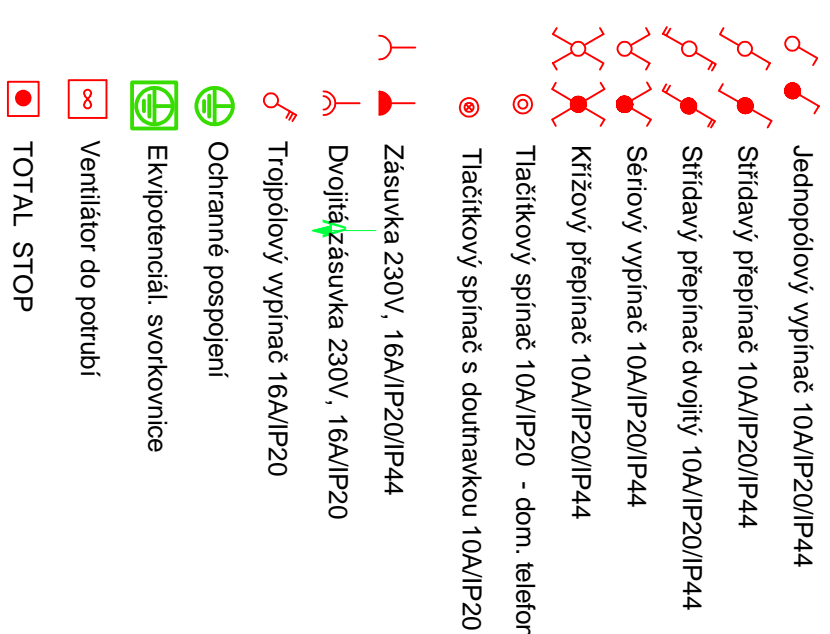 Jednopólový vypínač 10A/IP20/IP44
Střídavý přepínač 10A/IP20/IP44
Střídavý přepínač dvojitý 10A/IP20/IP44
Sériový vypínač 10A/IP20/IP44
Křížový přepínač 10A/IP20/IP44
Tlačítkový spínač 10A/IP20 - dom. telefon
Tlačítkový spínač s doutnavkou 10A/IP20
Zásuvka 230V, 16A/IP20/IP44
Dvojitá zásuvka 230V, 16A/IP20
Trojpólový vypínač 16A/IP20
Ochranné pospojení
Ekvipotenciál. svorkovnice
Ventilátor do potrubí
TOTAL STOP